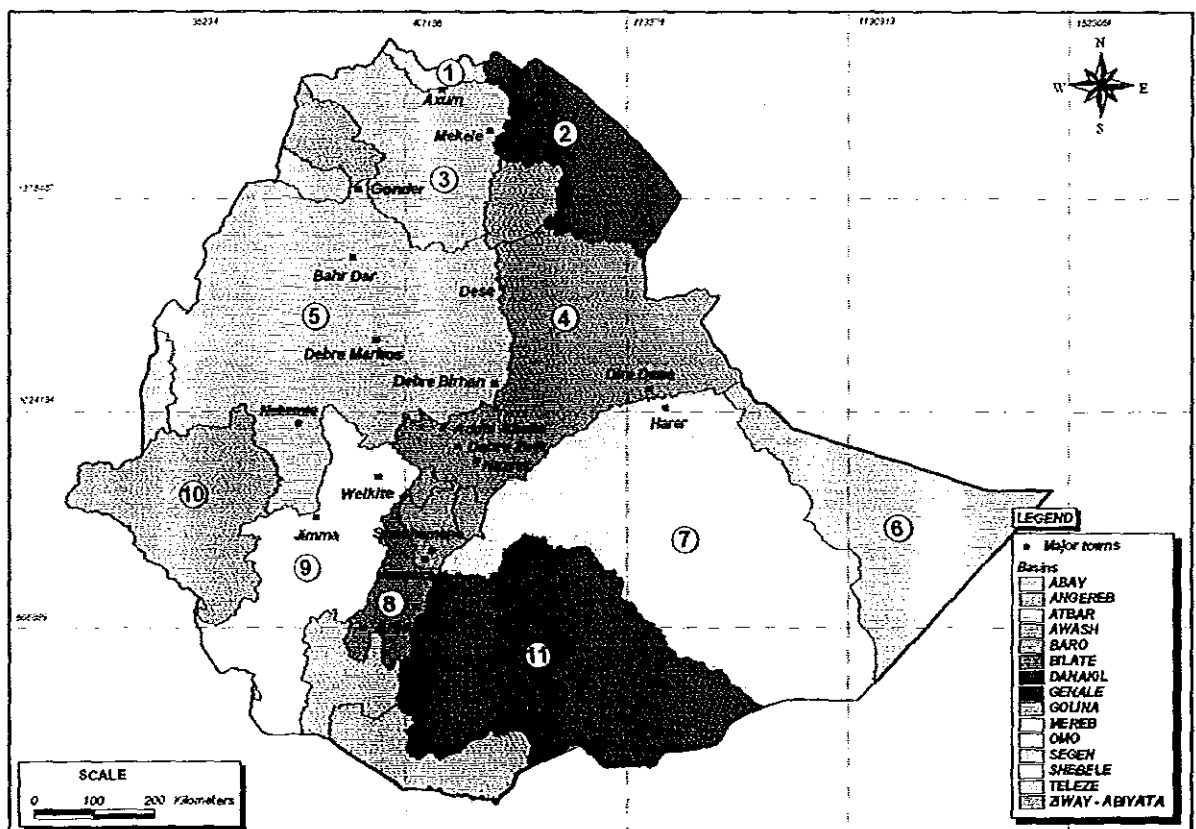 N
W E
S
1
Axum
Mekele
2
3
Gonder
Bahr Dar
Dese
5
4
Debre Markos
Debre Birhan
Dire Dawa
Harer
10
Welkite
LEGEND
Major towns
Jimma
6
7
9
8
11
Basins
ABAY
ANGEREB
ATBAR
AWASH
BARO
BILATE
DANAKIL
GENALE
GOLINA
MEREB
OMO
SEGEN
SHEBELE
TELEZE
ZIWAY - ABIYATA
SCALE
0 100 200 Kilometers